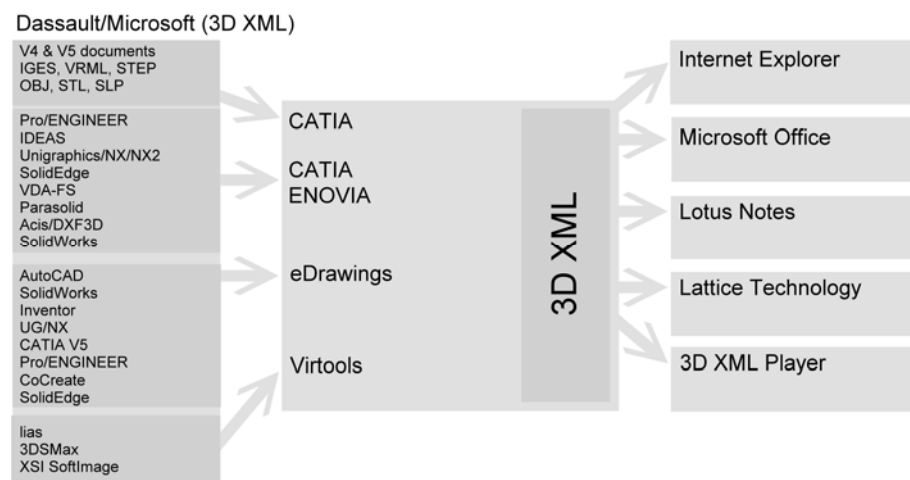 Dassault/Microsoft (3D XML)
V4 & V5 documents
IGES, VRML, STEP
OBJ, STL, SLP
Pro/ENGINEER
IDEAS
Unigraphics/NX/NX2
SolidEdge
VDA-FS
Parasolid
Acis/DXF3D
SolidWorks
AutoCAD
SolidWorks
Inventor
UG/NX
CATIA V5
Pro/ENGINEER
CoCreate
SolidEdge
lias
3DSMax
XSI SoftImage
CATIA
CATIA
ENOVIA
eDrawings
Virtools
3D XML
Internet Explorer
Microsoft Office
Lotus Notes
Lattice Technology
3D XML Player